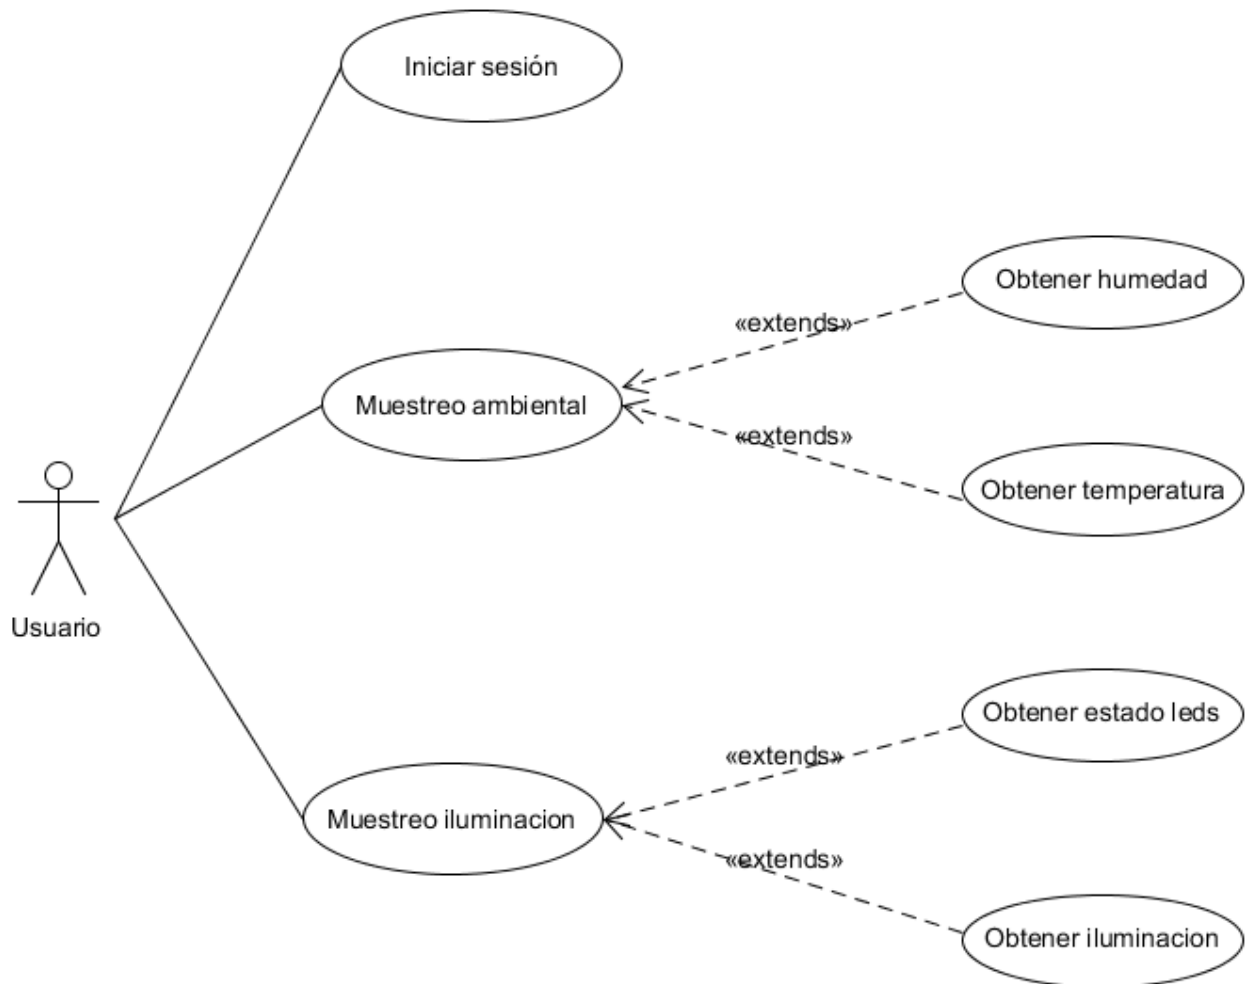 Iniciar sesión
Obtener humedad
«extends»
Muestreo ambiental
«extends»
Obtener temperatura
Usuario
Obtener estado leds
«extends»
Muestreo iluminacion
«extends»
Obtener iluminacion